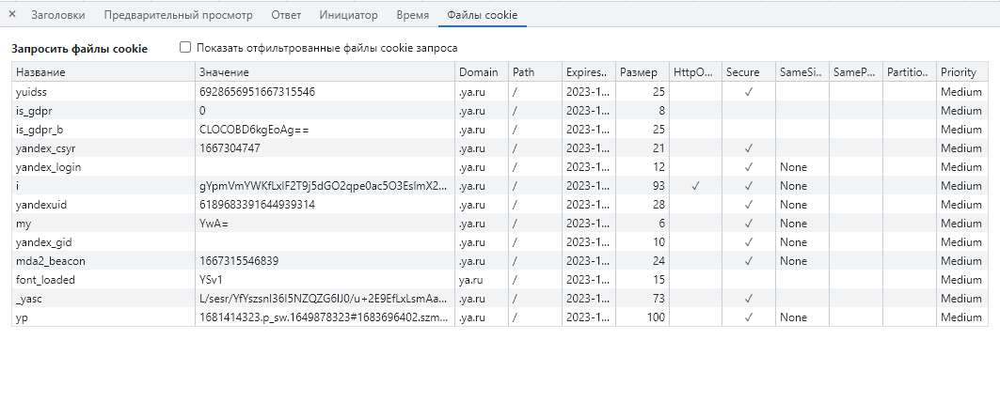 × Заголовки Предварительный просмотр Ответ Инициатор Время Файлы cookie
Запросить файлы cookie Показать отфильтрованные файлы cookie запроса
Название Значение Domain Path Expires... Размер HttpO... Secure SameSi... SameP... Partitio... Priority
yuidss 6928656951667315546 .ya.ru / 2023-1... 25 ✓ Medium
is_gdpr 0 .ya.ru / 2023-1... 8 Medium
is_gdpr_b CLOCOBD6kgEoAg== .ya.ru / 2023-1... 25 Medium
yandex_csyr 1667304747 .ya.ru / 2023-1... 21 ✓ Medium
yandex_login .ya.ru / 2023-1... 12 ✓ None Medium
i gYpmVmYWKfLxIF2T9j5dGO2qpe0ac5O3EsImX2... .ya.ru / 2023-1... 93 ✓ ✓ None Medium
yandexuid 6189683391644939314 .ya.ru / 2023-1... 28 ✓ None Medium
my YwA= .ya.ru / 2023-1... 6 ✓ None Medium
yandex_gid .ya.ru / 2023-1... 10 ✓ None Medium
mda2_beacon 1667315546839 .ya.ru / 2023-1... 24 ✓ None Medium
font_loaded YSv1 ya.ru / 2023-1... 15 Medium
_yasc L/sesr/YfYszsnI36I5NZQZG6IJ0/u+2E9EfLxLsmAa... .ya.ru / 2023-1... 73 ✓ Medium
yp 1681414323.p_sw.1649878323#1683696402.szm... .ya.ru / 2023-1... 100 ✓ None Medium